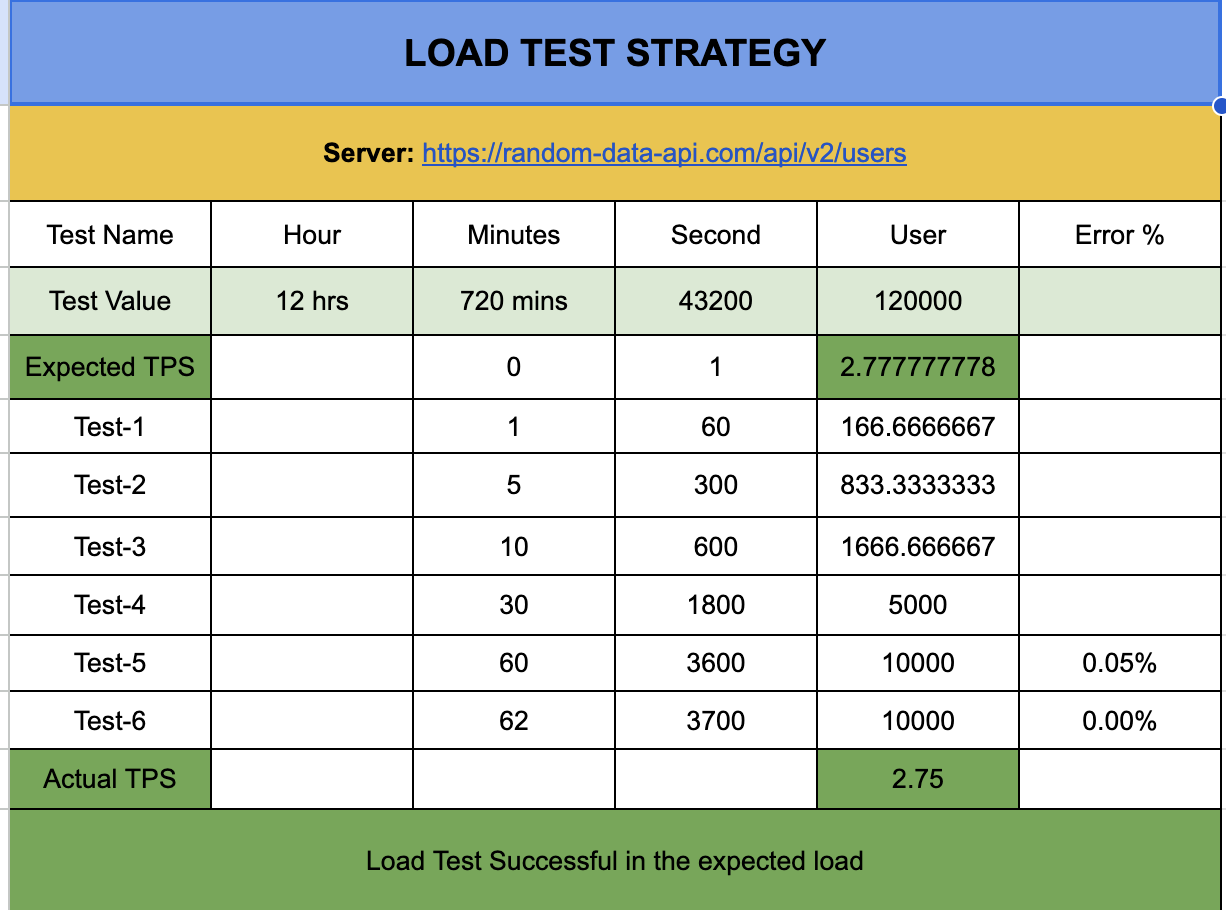 LOAD TEST STRATEGY
Server: https://random-data-api.com/api/v2/users
Test Name Hour Minutes Second User Error %
Test Value 12 hrs 720 mins 43200 120000
Expected TPS 0 1 2.777777778
Test-1 1 60 166.6666667
Test-2 5 300 833.3333333
Test-3 10 600 1666.666667
Test-4 30 1800 5000
Test-5 60 3600 10000 0.05%
Test-6 62 3700 10000 0.00%
Actual TPS 2.75
Load Test Successful in the expected load